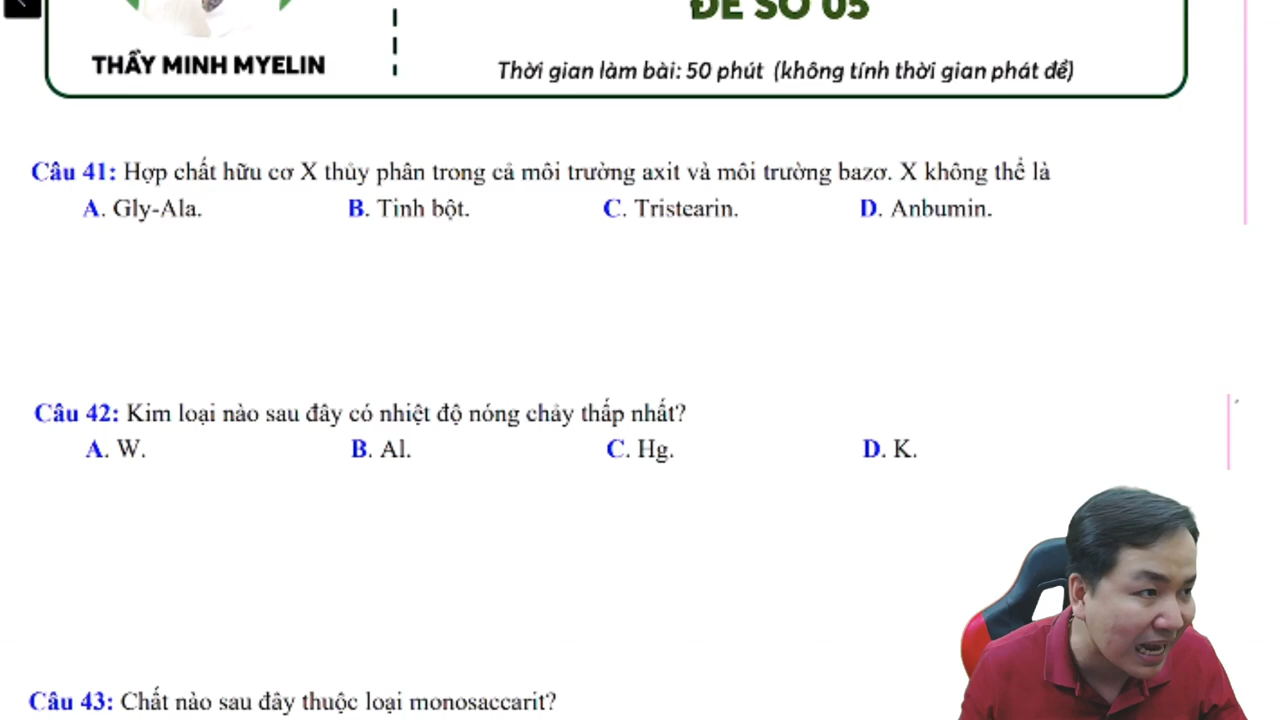 ĐỀ SỐ 05
THẦY MINH MYELIN
Thời gian làm bài: 50 phút (không tính thời gian phát đề)
Câu 41: Hợp chất hữu cơ X thủy phân trong cả môi trường axit và môi trường bazơ. X không thể là
A. Gly-Ala. B. Tinh bột. C. Tristearin. D. Anbumin.
Câu 42: Kim loại nào sau đây có nhiệt độ nóng chảy thấp nhất?
A. W. B. Al. C. Hg. D. K.
Câu 43: Chất nào sau đây thuộc loại monosaccarit?